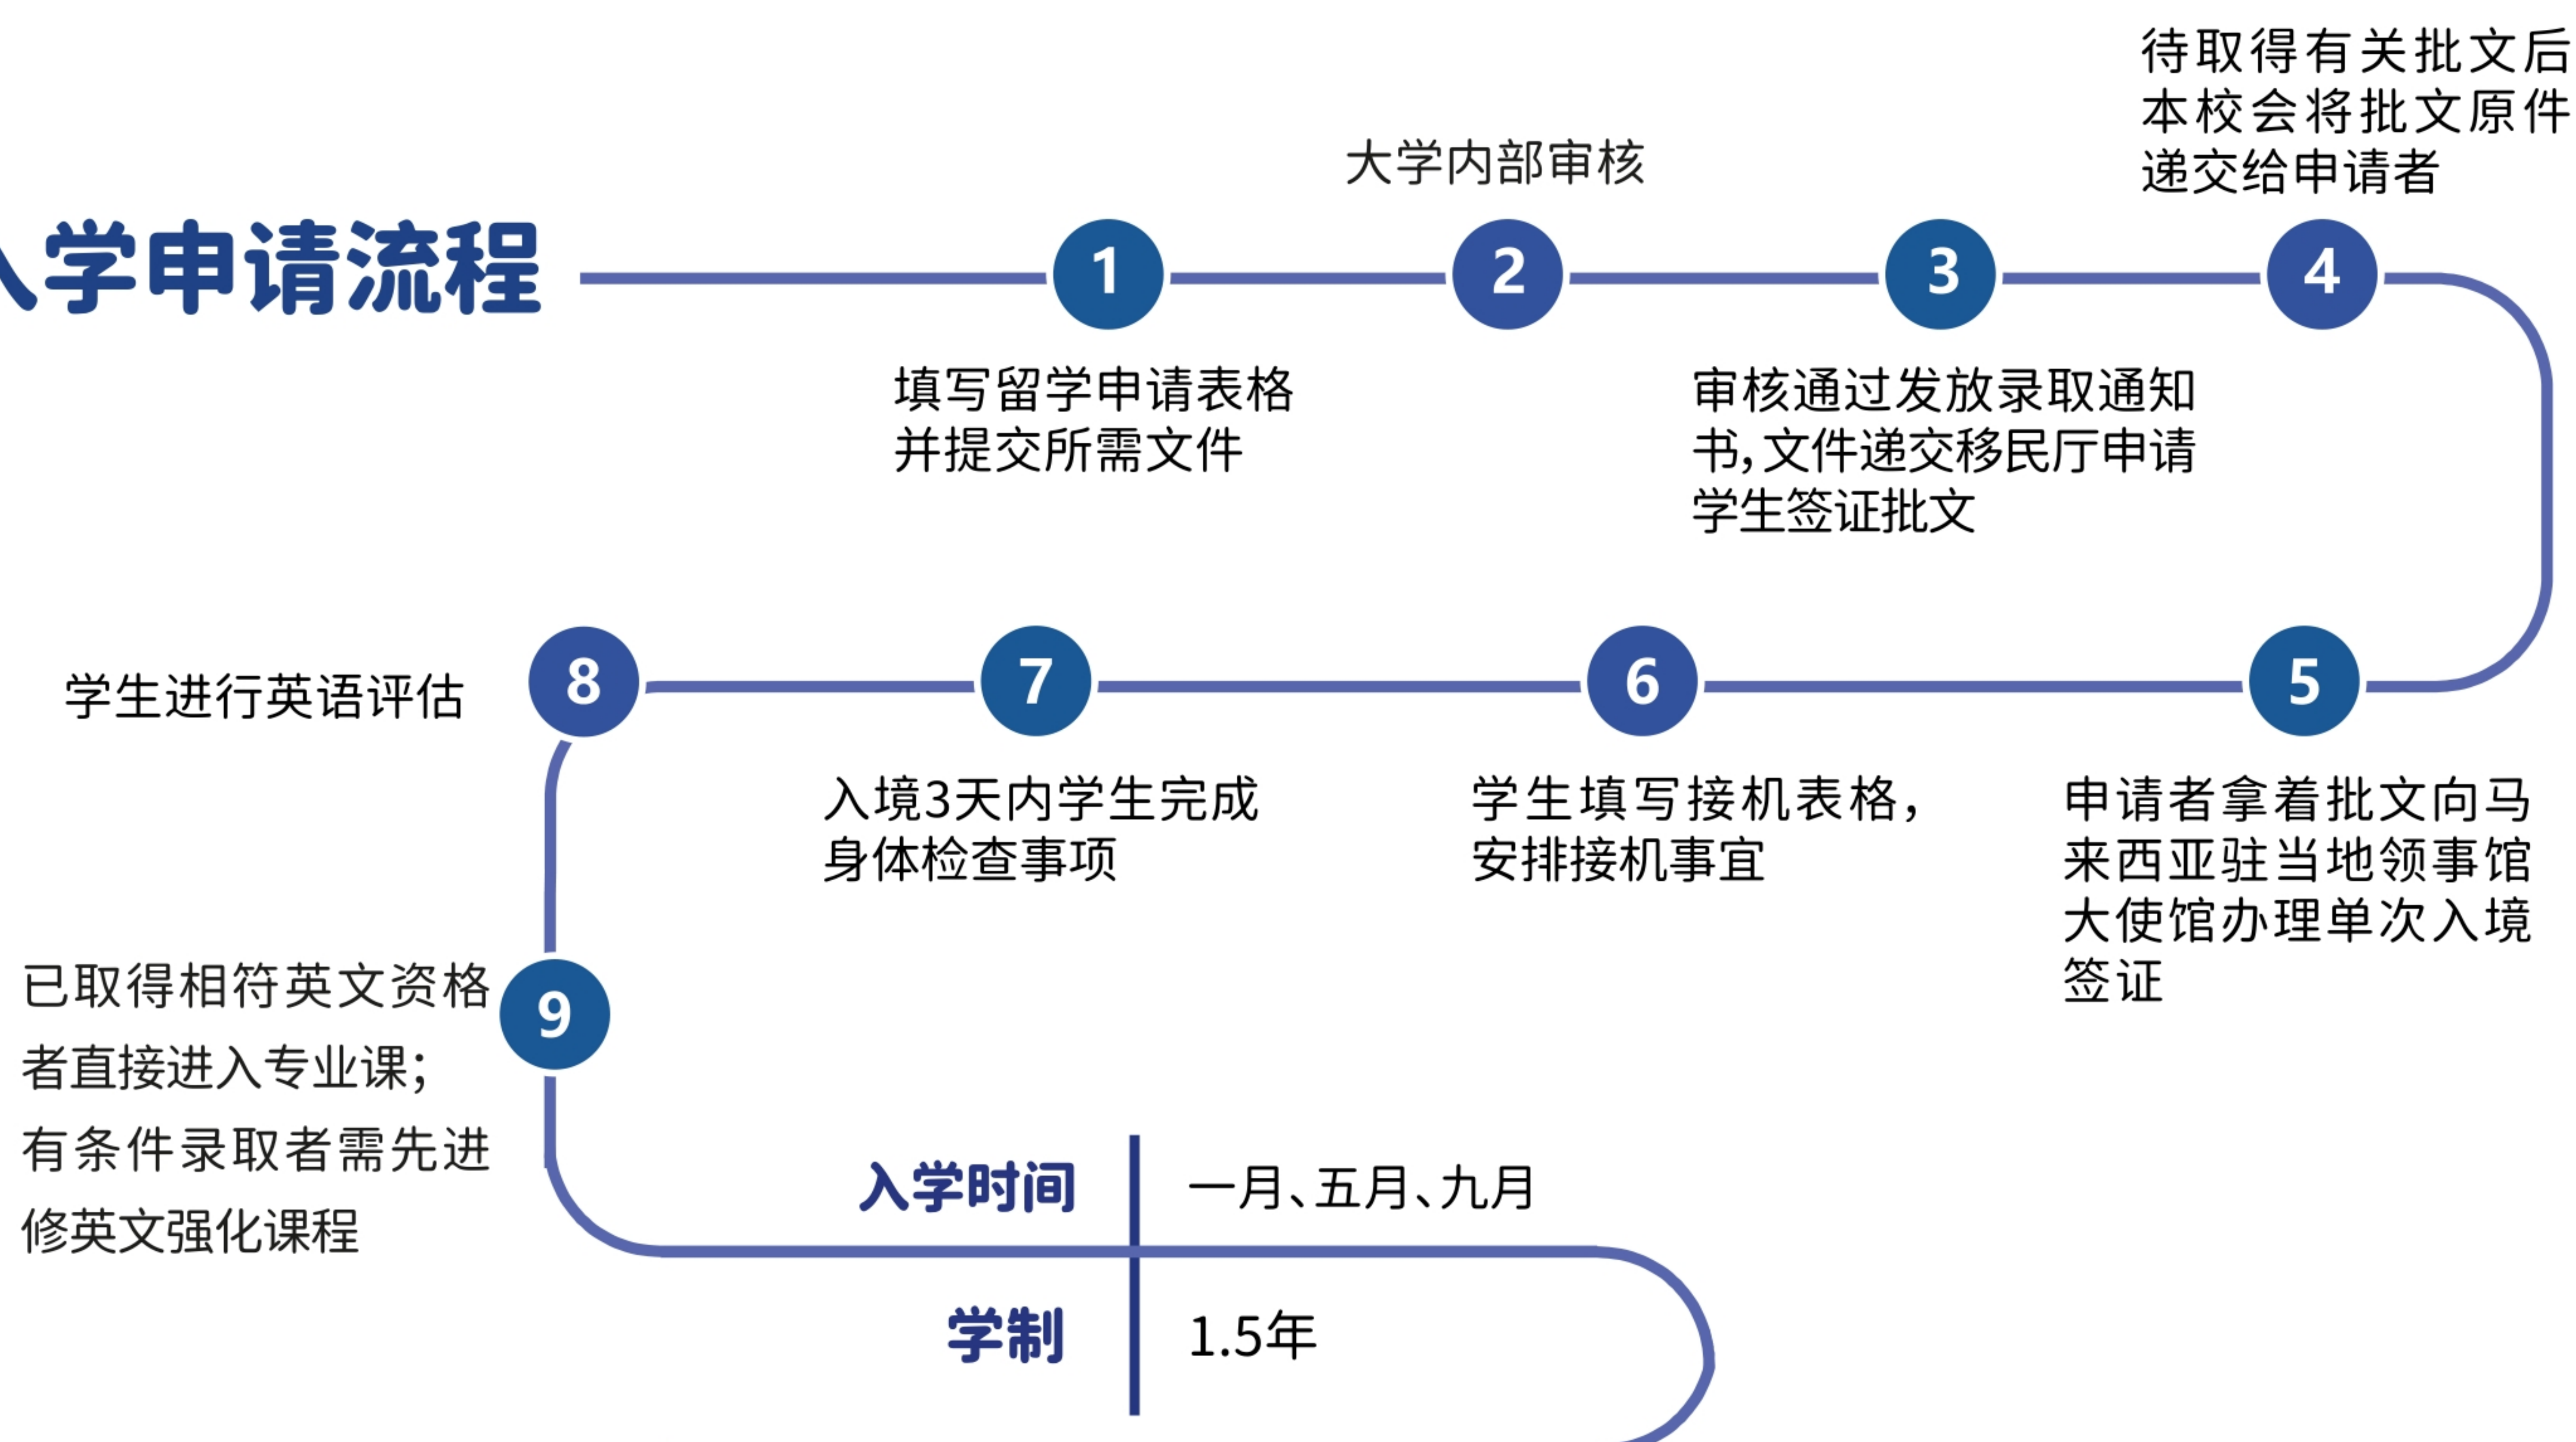 入学申请流程
1
填写留学申请表格
并提交所需文件
大学内部审核
2
3
审核通过发放录取通知
书，文件递交移民厅申请
学生签证批文
待取得有关批文后
本校会将批文原件
递交给申请者
4
5
申请者拿着批文向马
来西亚驻当地领事馆
大使馆办理单次入境
签证
6
学生填写接机表格，
安排接机事宜
7
入境3天内学生完成
身体检查事项
8
学生进行英语评估
9
已取得相符英文资格
者直接进入专业课；
有条件录取者需先进
修英文强化课程
入学时间 一月、五月、九月
学制 1.5年